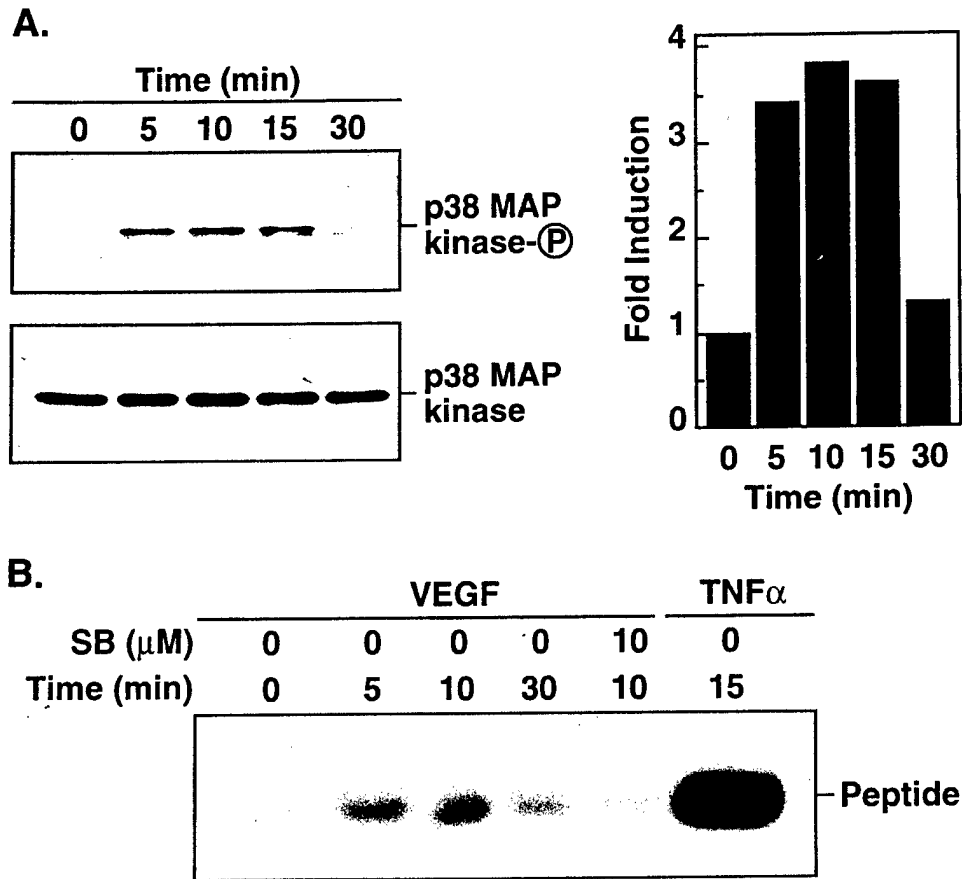 A.
Time (min)
0 5 10 15 30
p38 MAP
kinase-Ⓟ
p38 MAP
kinase
4
3
2
1
0
Fold Induction
0 5 10 15 30
Time (min)
B.
VEGF TNFα
SB (μM) 0 0 0 0 10 0
Time (min) 0 5 10 30 10 15
Peptide